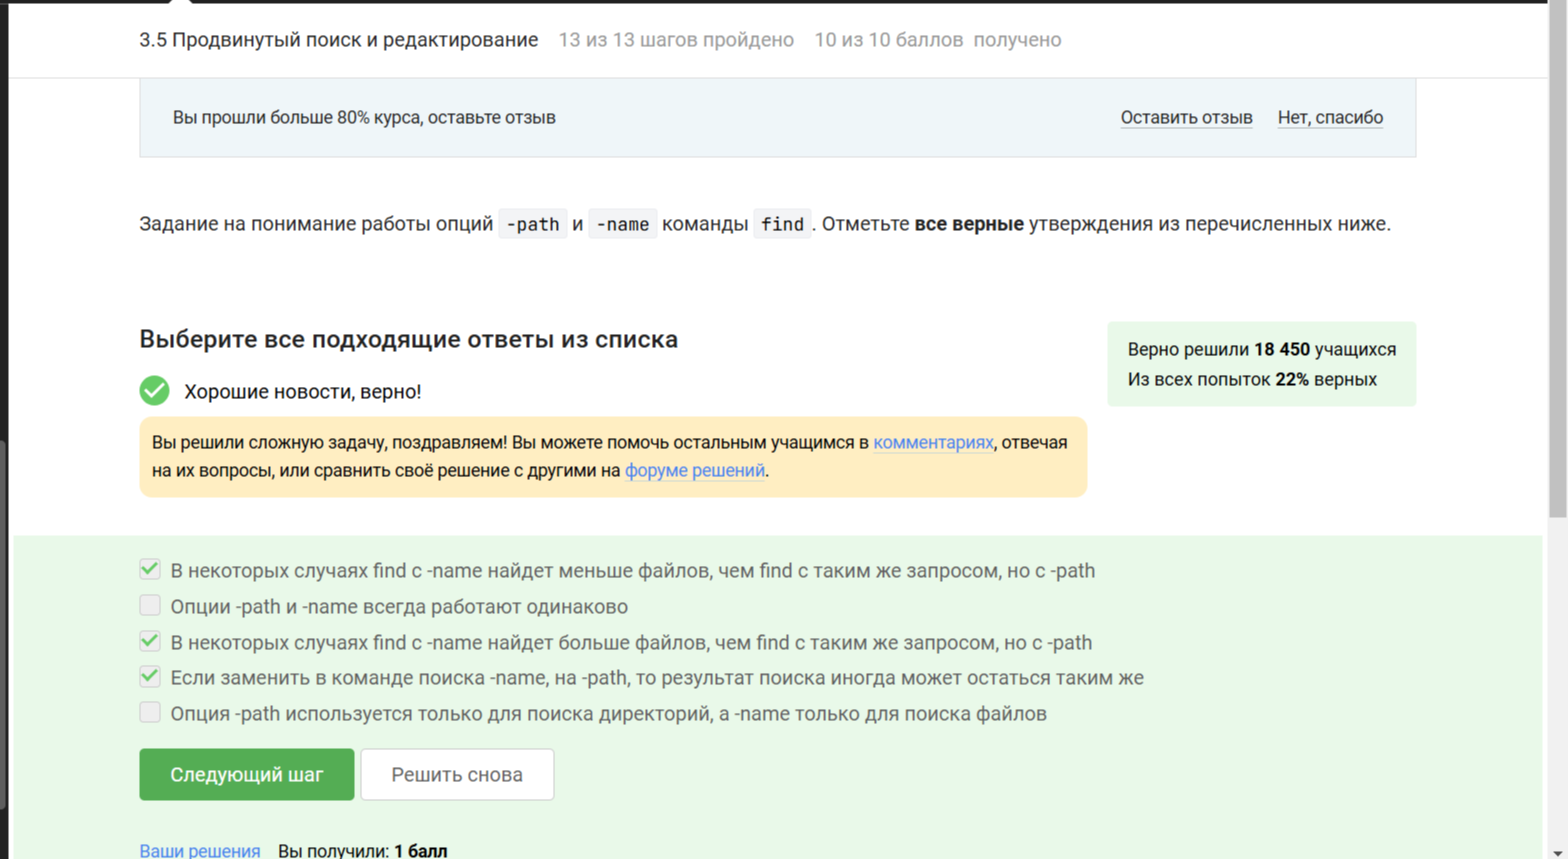 3.5 Продвинутый поиск и редактирование 13 из 13 шагов пройдено 10 из 10 баллов получено
Вы прошли больше 80% курса, оставьте отзыв Оставить отзыв Нет, спасибо
Задание на понимание работы опций -path и -name команды find . Отметьте все верные утверждения из перечисленных ниже.
Выберите все подходящие ответы из списка
Верно решили 18 450 учащихся
Из всех попыток 22% верных
Хорошие новости, верно!
Вы решили сложную задачу, поздравляем! Вы можете помочь остальным учащимся в комментариях, отвечая
на их вопросы, или сравнить своё решение с другими на форуме решений.
В некоторых случаях find с -name найдет меньше файлов, чем find с таким же запросом, но с -path
Опции -path и -name всегда работают одинаково
В некоторых случаях find с -name найдет больше файлов, чем find с таким же запросом, но с -path
Если заменить в команде поиска -name, на -path, то результат поиска иногда может остаться таким же
Опция -path используется только для поиска директорий, а -name только для поиска файлов
Следующий шаг Решить снова
Ваши решения Вы получили: 1 балл